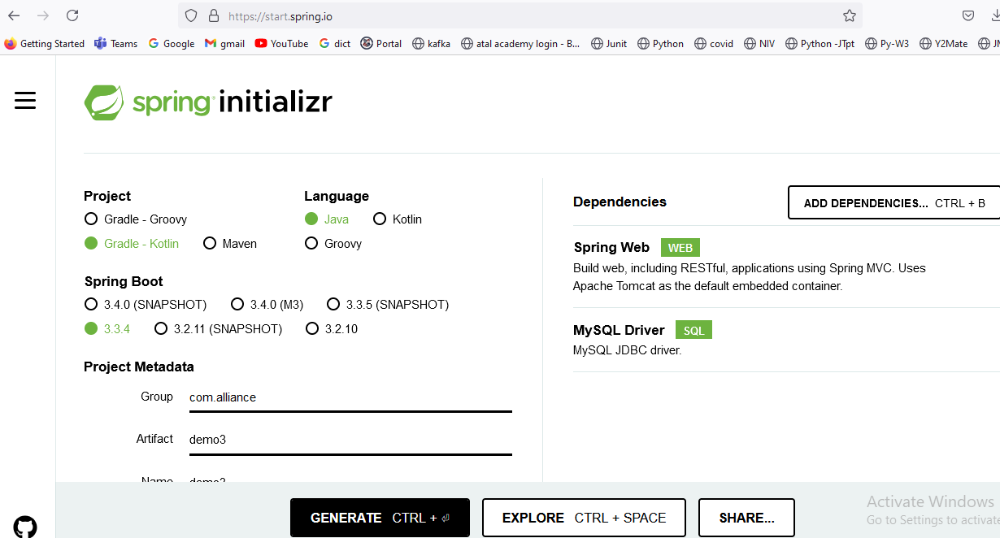 https://start.spring.io
Getting Started Teams Google gmail YouTube dict Portal kafka atal academy login - B... Junit Python covid NIV Python -JTpt Py-W3 Y2Mate
spring initializr
Project
Gradle - Groovy
Gradle - Kotlin Maven
Language
Java Kotlin
Groovy
Spring Boot
3.4.0 (SNAPSHOT) 3.4.0 (M3) 3.3.5 (SNAPSHOT)
3.3.4 3.2.11 (SNAPSHOT) 3.2.10
Project Metadata
Group com.alliance
Artifact demo3
Dependencies ADD DEPENDENCIES... CTRL + B
Spring Web WEB
Build web, including RESTful, applications using Spring MVC. Uses
Apache Tomcat as the default embedded container.
MySQL Driver SQL
MySQL JDBC driver.
GENERATE CTRL + ⏎ EXPLORE CTRL + SPACE SHARE...
Activate Windows
Go to Settings to activate